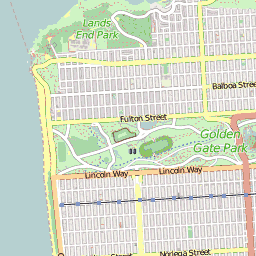 Lands
End Park
Balboa Street
Fulton Street
Golden
Gate Park
Lincoln Way
Lincoln Way
Noriega Street